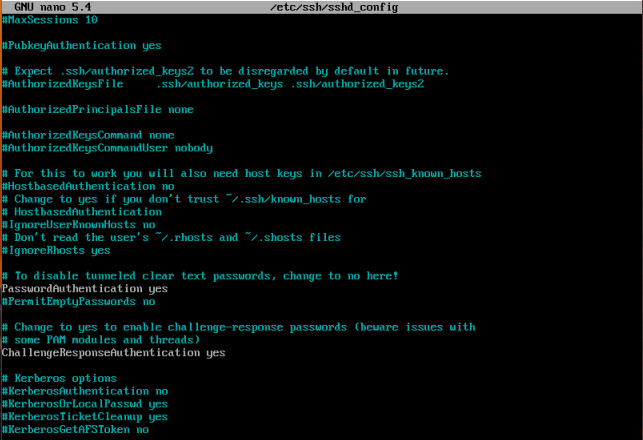 GNU nano 5.4 /etc/ssh/sshd_config
#MaxSessions 10
#PubkeyAuthentication yes
# Expect .ssh/authorized_keys2 to be disregarded by default in future.
#AuthorizedKeysFile .ssh/authorized_keys .ssh/authorized_keys2
#AuthorizedPrincipalsFile none
#AuthorizedKeysCommand none
#AuthorizedKeysCommandUser nobody
# For this to work you will also need host keys in /etc/ssh/ssh_known_hosts
#HostbasedAuthentication no
# Change to yes if you don't trust ~/.ssh/known_hosts for
# HostbasedAuthentication
#IgnoreUserKnownHosts no
# Don't read the user's ~/.rhosts and ~/.shosts files
#IgnoreRhosts yes
# To disable tunneled clear text passwords, change to no here!
PasswordAuthentication yes
#PermitEmptyPasswords no
# Change to yes to enable challenge-response passwords (beware issues with
# some PAM modules and threads)
ChallengeResponseAuthentication yes
# Kerberos options
#KerberosAuthentication no
#KerberosOrLocalPasswd yes
#KerberosTicketCleanup yes
#KerberosGetAFSToken no